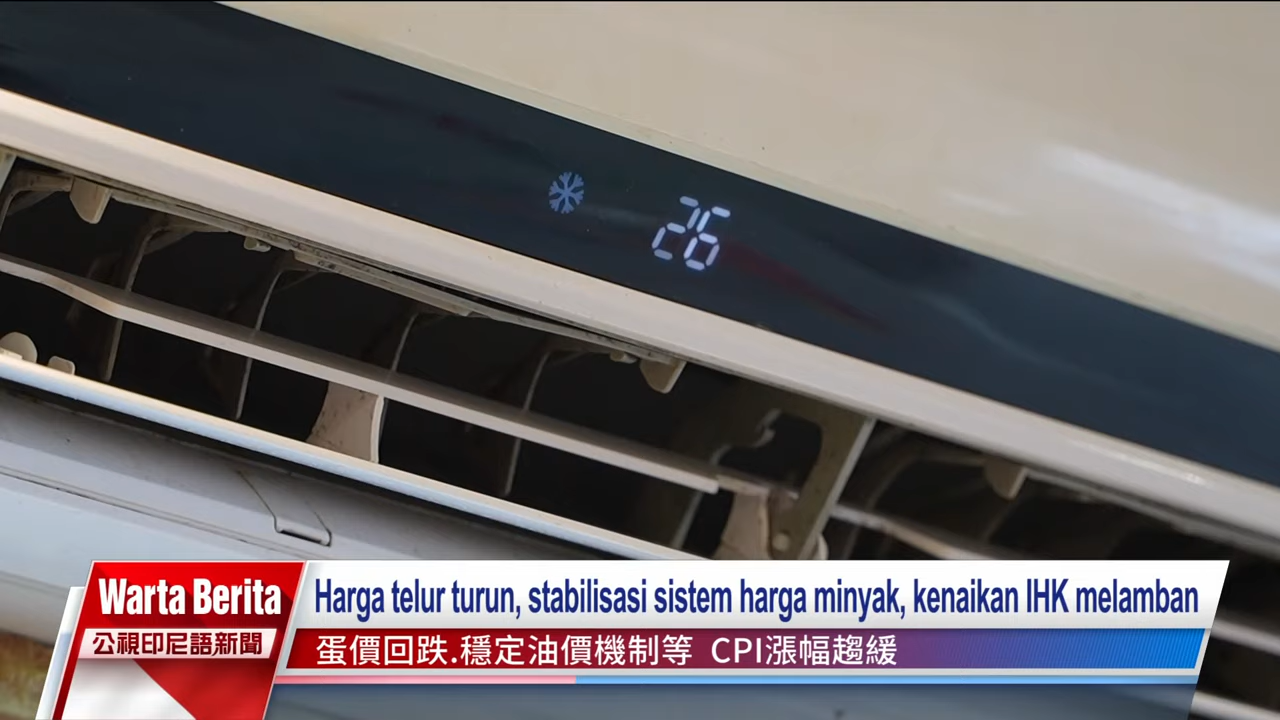 26
Warta Berita
公視印尼語新聞
Harga telur turun, stabilisasi sistem harga minyak, kenaikan IHK melamban
蛋價回跌.穩定油價機制等 CPI漲幅趨緩